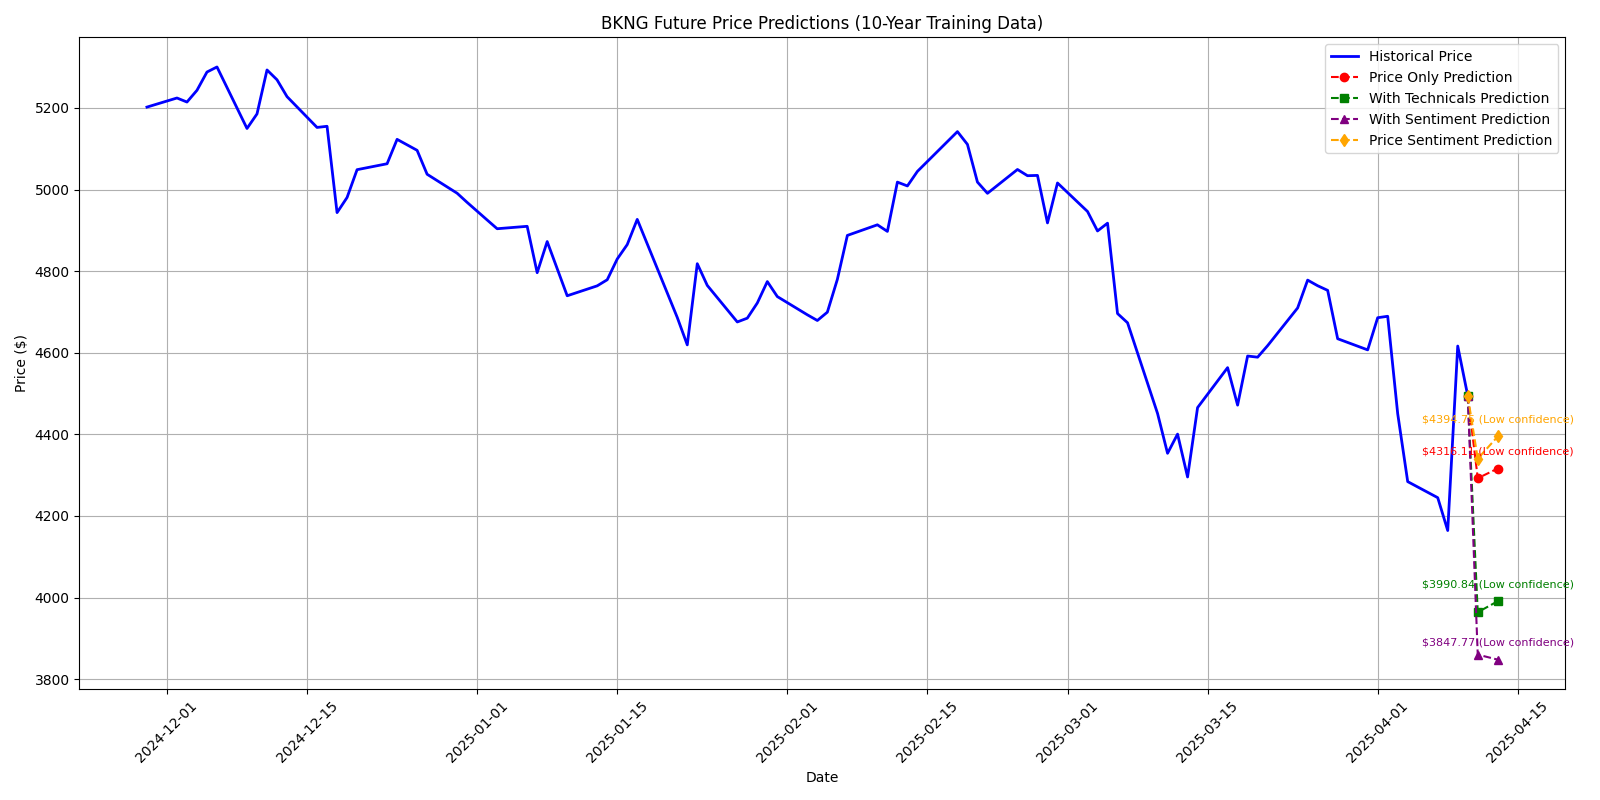 BKNG Future Price Predictions (10-Year Training Data)
Historical Price
Price Only Prediction
With Technicals Prediction
With Sentiment Prediction
Price Sentiment Prediction
Price ($)
5200
5000
4800
4600
4400
4200
4000
3800
(Low confidence)
(Low confidence)
$3990.84 (Low confidence)
$3847.77 (Low confidence)
2024-12-01
2024-12-15
2025-01-01
2025-01-15
2025-02-01
2025-02-15
2025-03-01
2025-03-15
2025-04-01
2025-04-15
Date